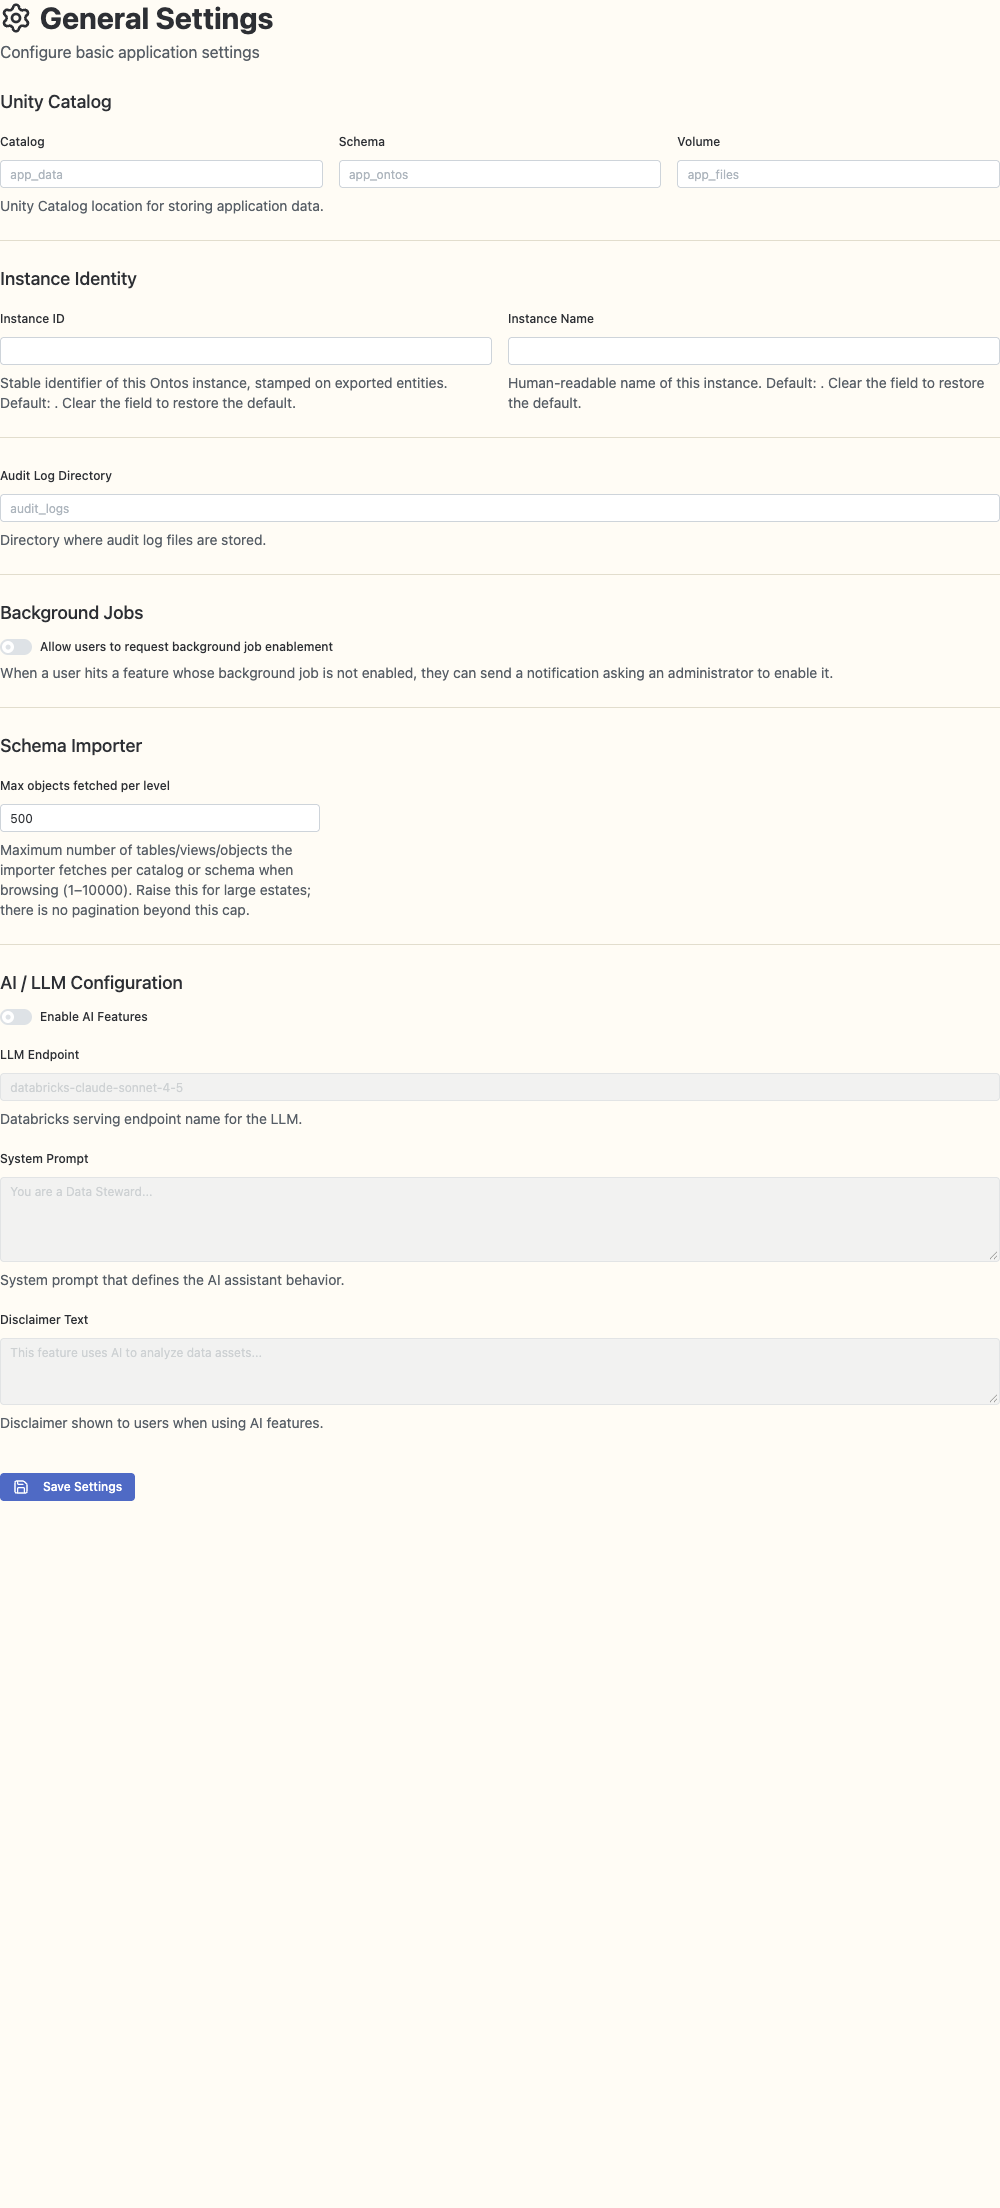 General Settings
Configure basic application settings
Unity Catalog
Catalog
Schema
Volume
app_data
app_ontos
app_files
Unity Catalog location for storing application data.
Instance Identity
Instance ID
Instance Name
Stable identifier of this Ontos instance, stamped on exported entities.
Default: . Clear the field to restore the default.
Human-readable name of this instance. Default: . Clear the field to restore
the default.
Audit Log Directory
audit_logs
Directory where audit log files are stored.
Background Jobs
Allow users to request background job enablement
When a user hits a feature whose background job is not enabled, they can send a notification asking an administrator to enable it.
Schema Importer
Max objects fetched per level
500
Maximum number of tables/views/objects the
importer fetches per catalog or schema when
browsing (1–10000). Raise this for large estates;
there is no pagination beyond this cap.
AI / LLM Configuration
Enable AI Features
LLM Endpoint
databricks-claude-sonnet-4-5
Databricks serving endpoint name for the LLM.
System Prompt
You are a Data Steward...
System prompt that defines the AI assistant behavior.
Disclaimer Text
This feature uses AI to analyze data assets...
Disclaimer shown to users when using AI features.
Save Settings